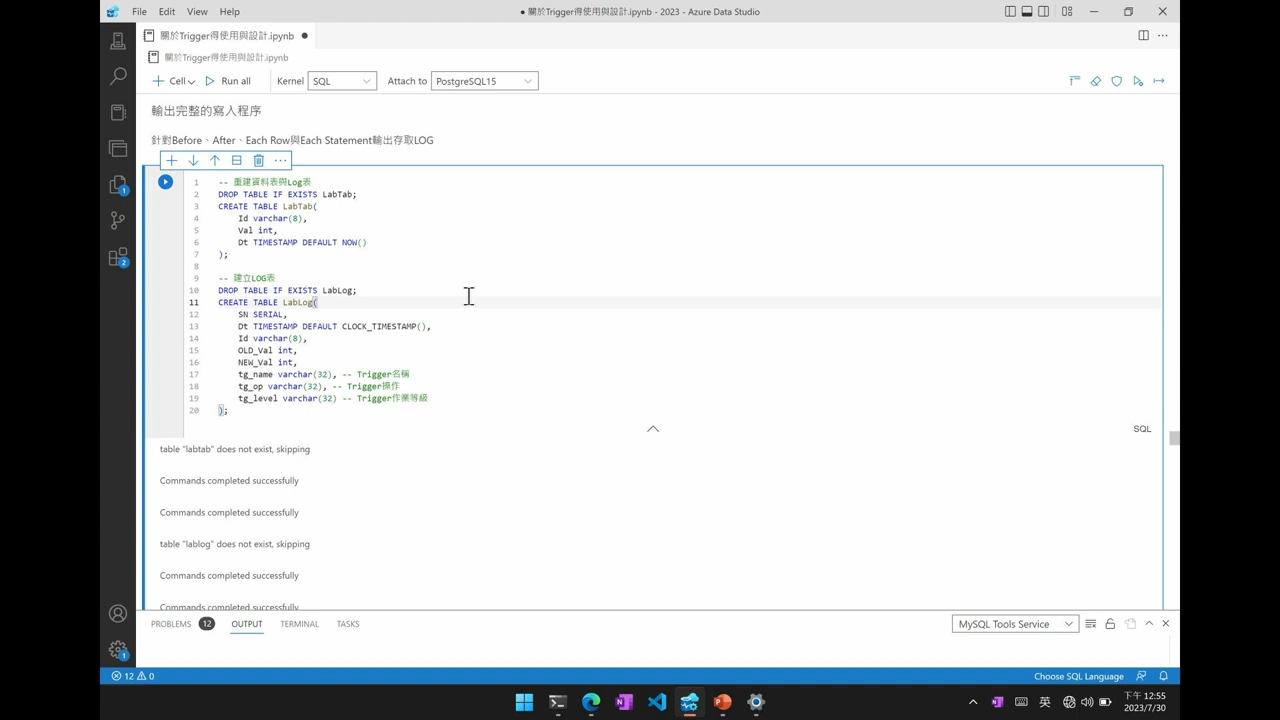 File Edit View Help
● 關於Trigger得使用與設計.ipynb - 2023 - Azure Data Studio
關於Trigger得使用與設計.ipynb ●
關於Trigger得使用與設計.ipynb
Cell Run all Kernel SQL Attach to PostgreSQL15
輸出完整的寫入程序
針對Before、After、Each Row與Each Statement輸出存取LOG
1 -- 重建資料表與Log表
2 DROP TABLE IF EXISTS LabTab;
3 CREATE TABLE LabTab(
4 Id varchar(8),
5 Val int,
6 Dt TIMESTAMP DEFAULT NOW()
7 );
8
9 -- 建立LOG表
10 DROP TABLE IF EXISTS LabLog;
11 CREATE TABLE LabLog(
12 SN SERIAL,
13 Dt TIMESTAMP DEFAULT CLOCK_TIMESTAMP(),
14 Id varchar(8),
15 OLD_Val int,
16 NEW_Val int,
17 tg_name varchar(32), -- Trigger名稱
18 tg_op varchar(32), -- Trigger操作
19 tg_level varchar(32) -- Trigger作業等級
20 );
SQL
table "labtab" does not exist, skipping
Commands completed successfully
Commands completed successfully
table "lablog" does not exist, skipping
Commands completed successfully
Commands completed successfully
1
2
1
PROBLEMS 12 OUTPUT TERMINAL TASKS
MySQL Tools Service
12 0
Choose SQL Language
英
下午 12:55
2023/7/30